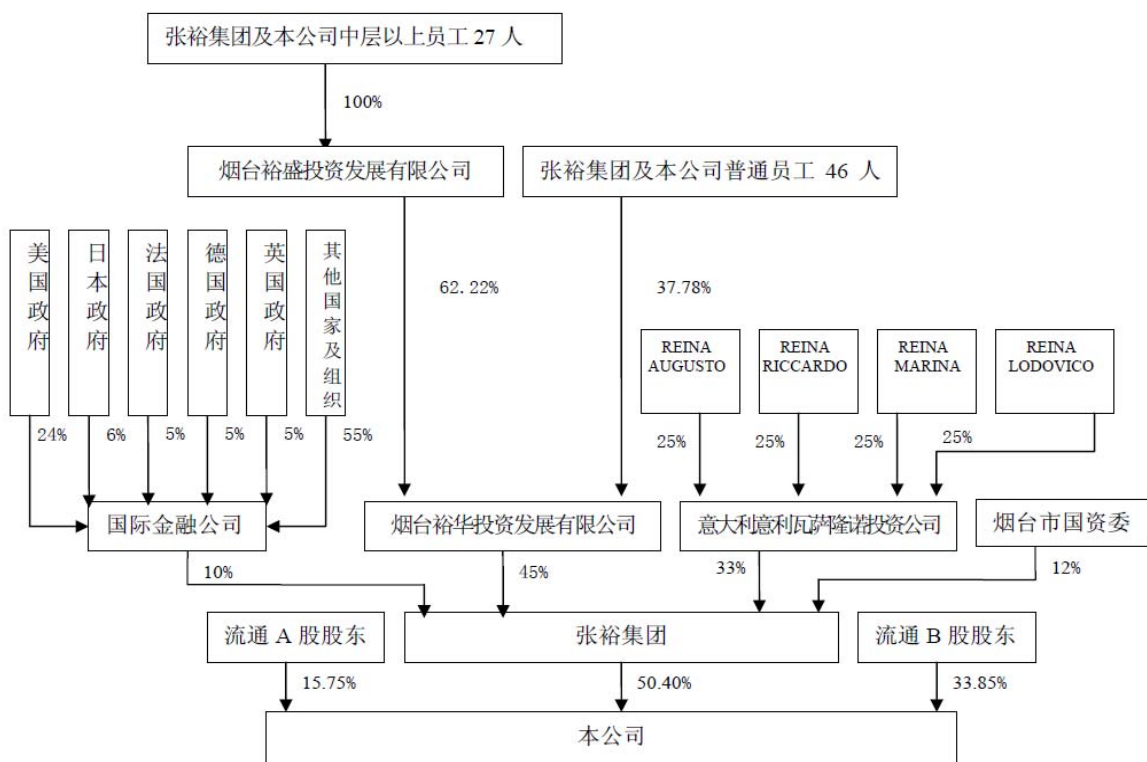 张裕集团及本公司中层以上员工 27 人
100%
烟台裕盛投资发展有限公司
张裕集团及本公司普通员工 46 人
美国政府
日本政府
法国政府
德国政府
英国政府
其他国家及组织
62.22%
37.78%
REINA
AUGUSTO
REINA
RICCARDO
REINA
MARINA
REINA
LODOVICO
24%
6%
5%
5%
5%
55%
25%
25%
25%
25%
国际金融公司
烟台裕华投资发展有限公司
意大利意利瓦萨隆诺投资公司
烟台市国资委
10%
45%
33%
12%
流通 A 股股东
张裕集团
流通 B 股股东
15.75%
50.40%
33.85%
本公司